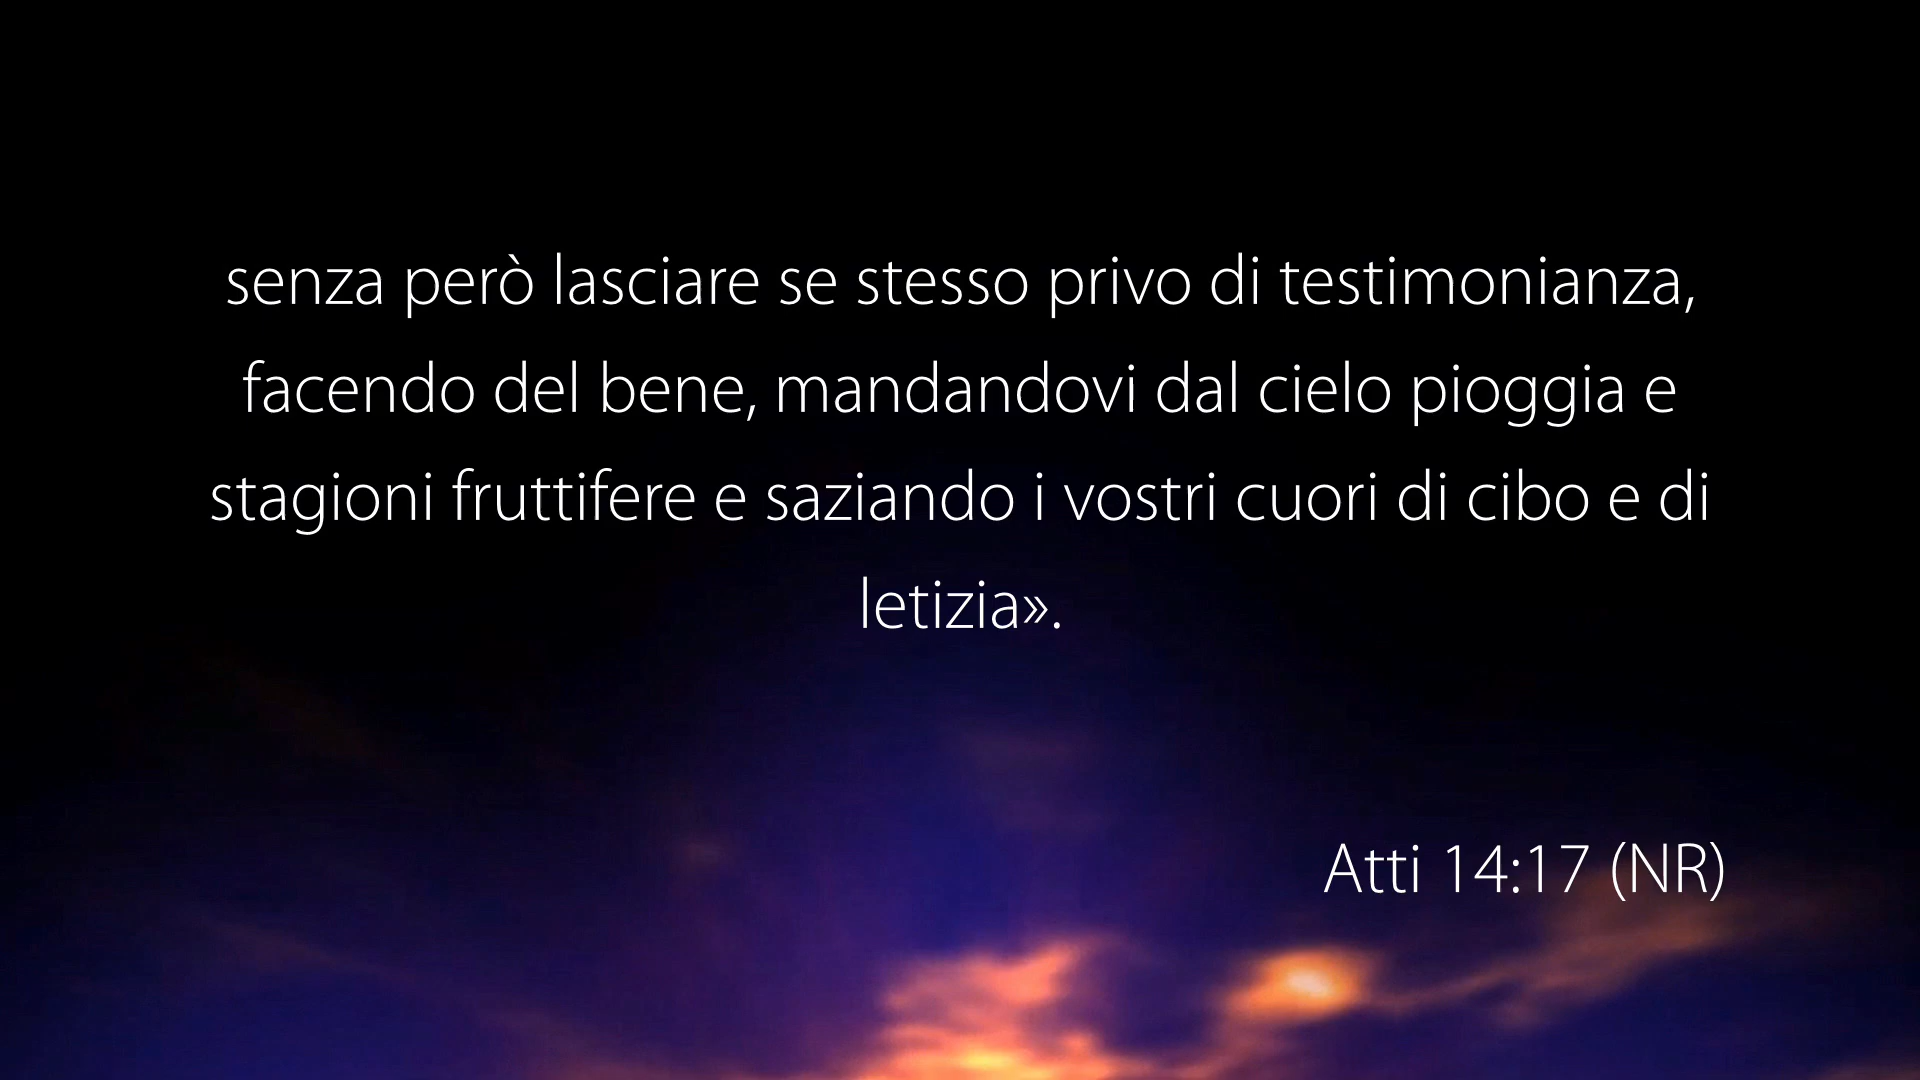 senza però lasciare se stesso privo di testimonianza,
facendo del bene, mandandovi dal cielo pioggia e
stagioni fruttifere e saziando i vostri cuori di cibo e di
letizia».
Atti 14:17 (NR)